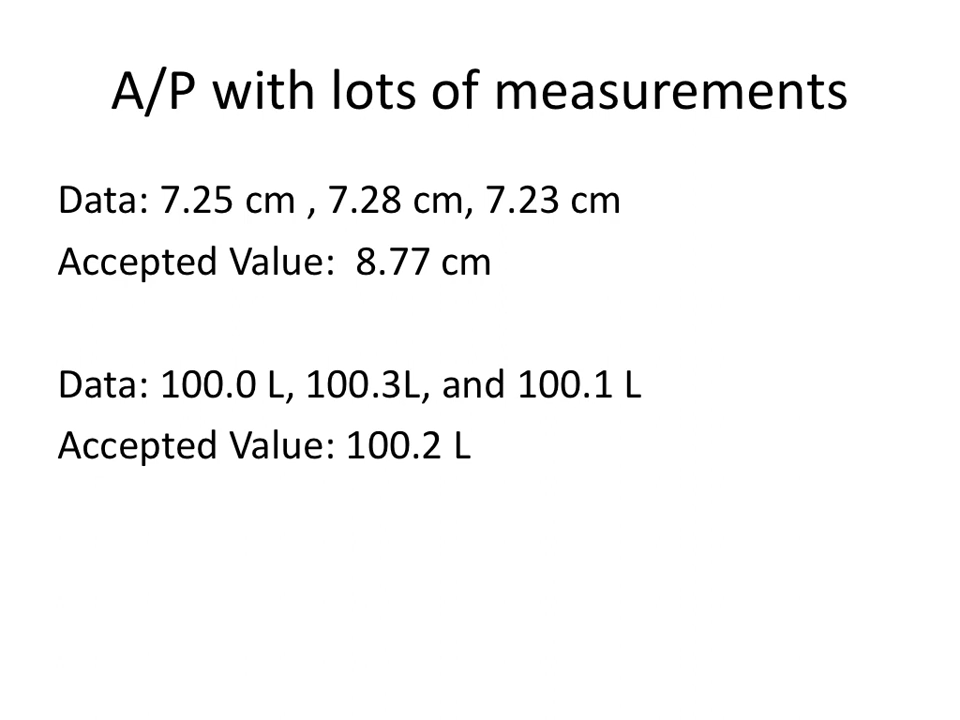 A/P with lots of measurements
Data: 7.25 cm , 7.28 cm, 7.23 cm
Accepted Value:  8.77 cm
Data: 100.0 L, 100.3L, and 100.1 L
Accepted Value: 100.2 L